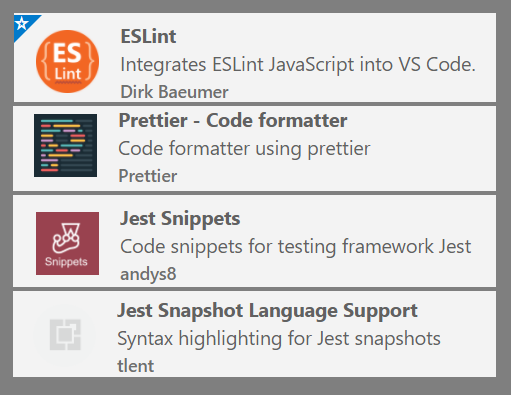 ES
Lint
ESLint
Integrates ESLint JavaScript into VS Code.
Dirk Baeumer
Prettier - Code formatter
Code formatter using prettier
Prettier
Snippets
Jest Snippets
Code snippets for testing framework Jest
andys8
Jest Snapshot Language Support
Syntax highlighting for Jest snapshots
tlent